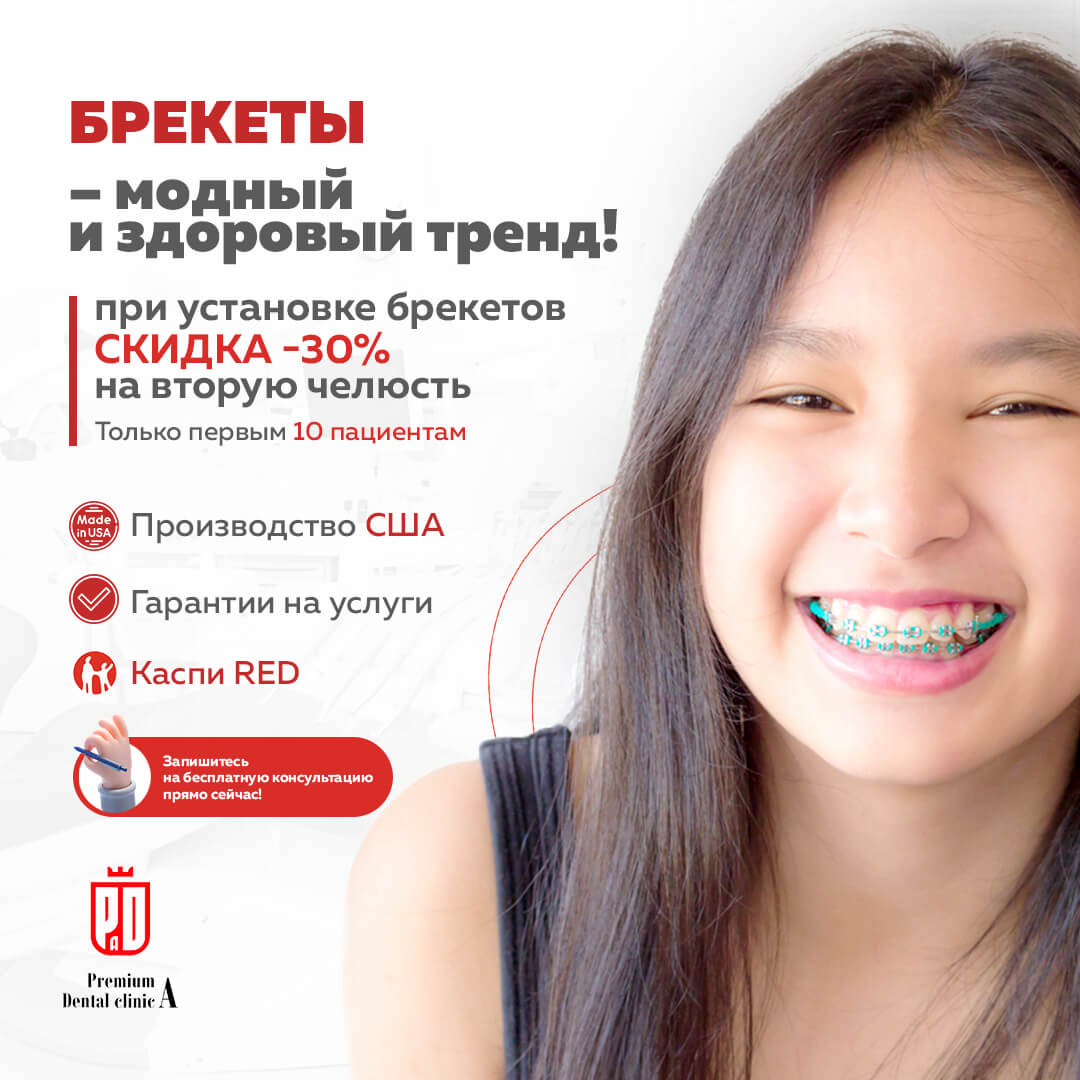 БРЕКЕТЫ
– модный
и здоровый тренд!
при установке брекетов
СКИДКА -30%
на вторую челюсть
Только первым 10 пациентам
Made
in USA
Производство США
Гарантии на услуги
Каспи RED
Запишитесь
на бесплатную консультацию
прямо сейчас!
PAD
Premium
Dental clinic A